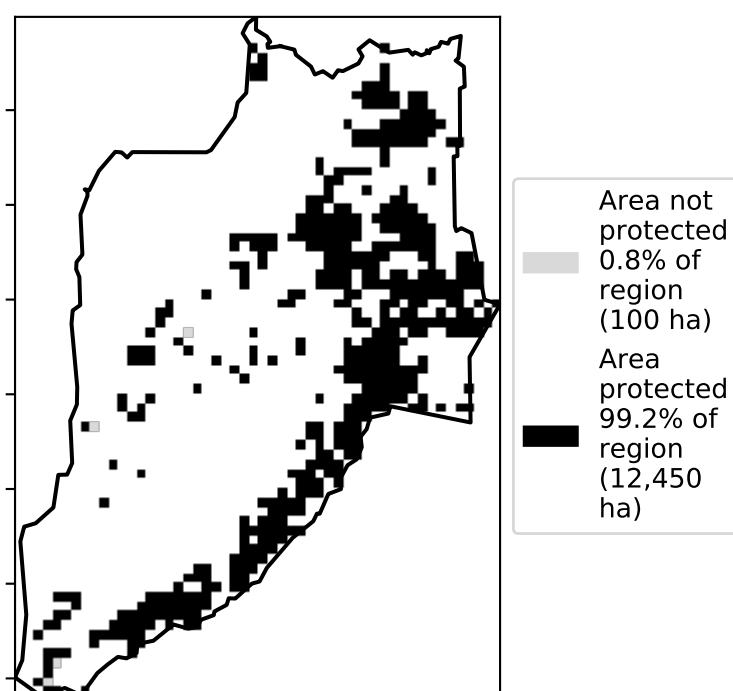 Area not
protected
0.8% of
region
(100 ha)
Area
protected
99.2% of
region
(12,450
ha)